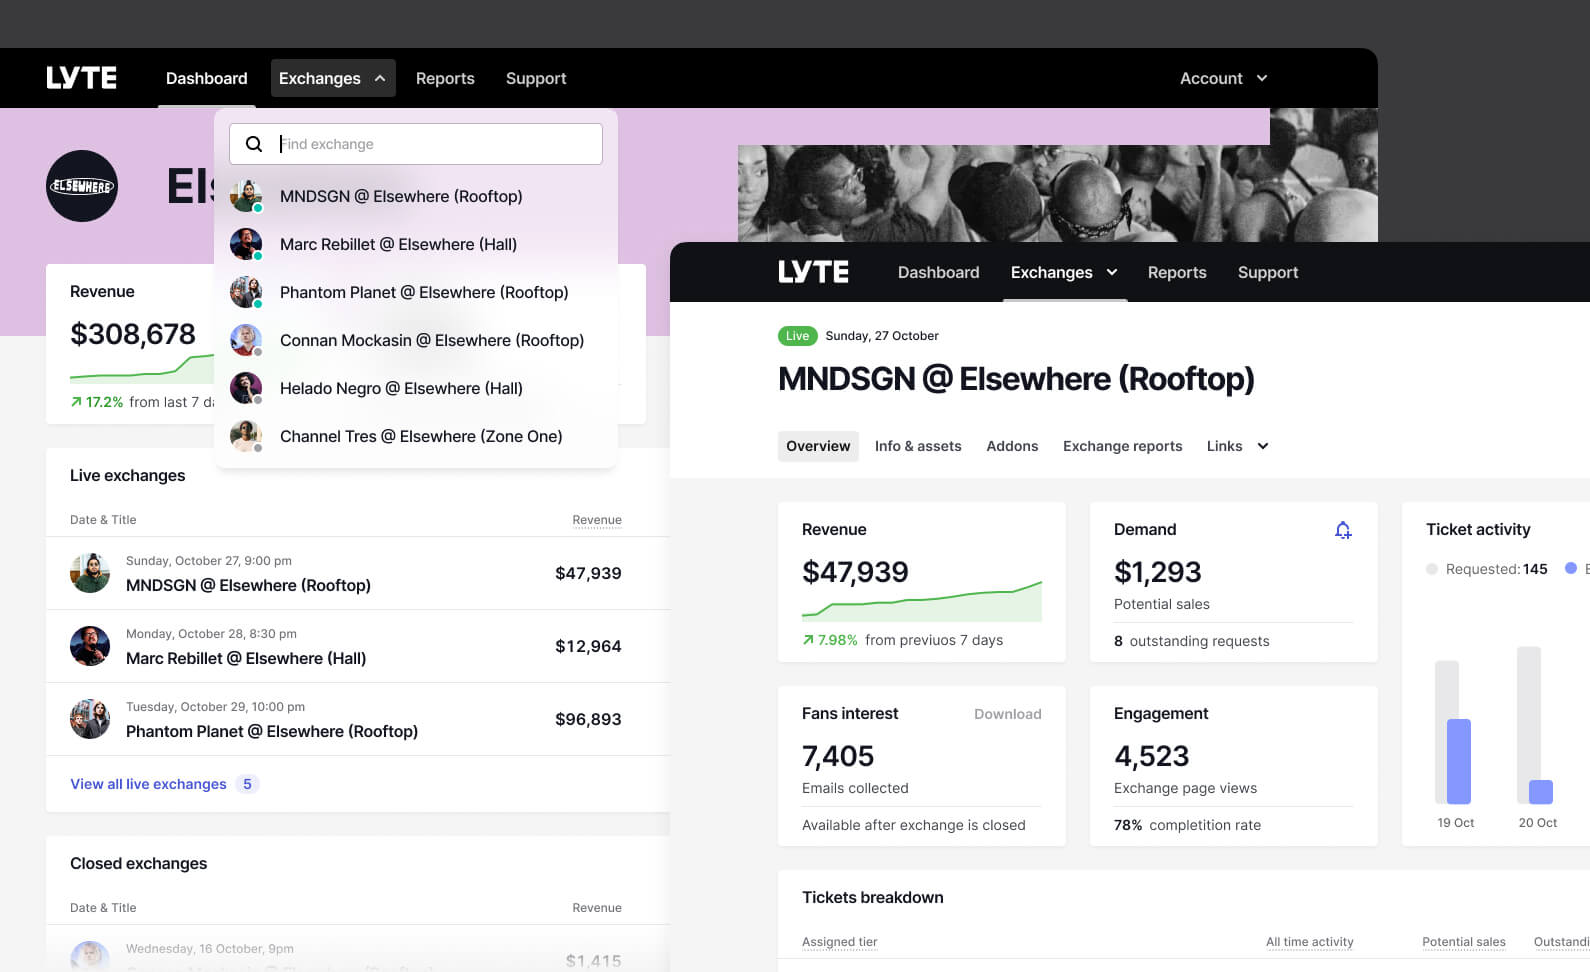 LYTE
Dashboard
Exchanges
Reports
Support
Account
ELSEWHERE
Find exchange
MNDSGN @ Elsewhere (Rooftop)
Marc Rebillet @ Elsewhere (Hall)
Phantom Planet @ Elsewhere (Rooftop)
Connan Mockasin @ Elsewhere (Rooftop)
Helado Negro @ Elsewhere (Hall)
Channel Tres @ Elsewhere (Zone One)
Revenue
$308,678
17.2% from last 7
Live exchanges
Date & Title Revenue
Sunday, October 27, 9:00 pm
MNDSGN @ Elsewhere (Rooftop) $47,939
Monday, October 28, 8:30 pm
Marc Rebillet @ Elsewhere (Hall) $12,964
Tuesday, October 29, 10:00 pm
Phantom Planet @ Elsewhere (Rooftop) $96,893
View all live exchanges 5
Closed exchanges
Date & Title Revenue
Wednesday, 16 October, 9pm
$1,415
LYTE
Dashboard
Exchanges
Reports
Support
Live Sunday, 27 October
MNDSGN @ Elsewhere (Rooftop)
Overview
Info & assets
Addons
Exchange reports
Links
Revenue
$47,939
7.98% from previuos 7 days
Demand
$1,293
Potential sales
8 outstanding requests
Fans interest Download
7,405
Emails collected
Available after exchange is closed
Engagement
4,523
Exchange page views
78% completition rate
Ticket activity
Requested: 145
19 Oct
20 Oct
Tickets breakdown
Assigned tier All time activity Potential sales